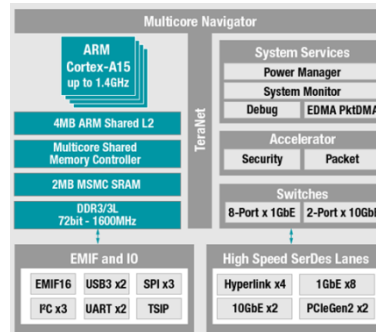 Multicore Navigator
ARM
Cortex-A15
up to 1.4GHz
4MB ARM Shared L2
Multicore Shared
Memory Controller
2MB MSMC SRAM
DDR3/3L
72bit - 1600MHz
TeraNet
System Services
Power Manager
System Monitor
Debug
EDMA PktDMA
Accelerator
Security
Packet
Switches
8-Port x 1GbE
2-Port x 10GbE
EMIF and IO
EMIF16
USB3 x2
SPI x3
I²C x3
UART x2
TSIP
High Speed SerDes Lanes
Hyperlink x4
1GbE x8
10GbE x2
PCIeGen2 x2